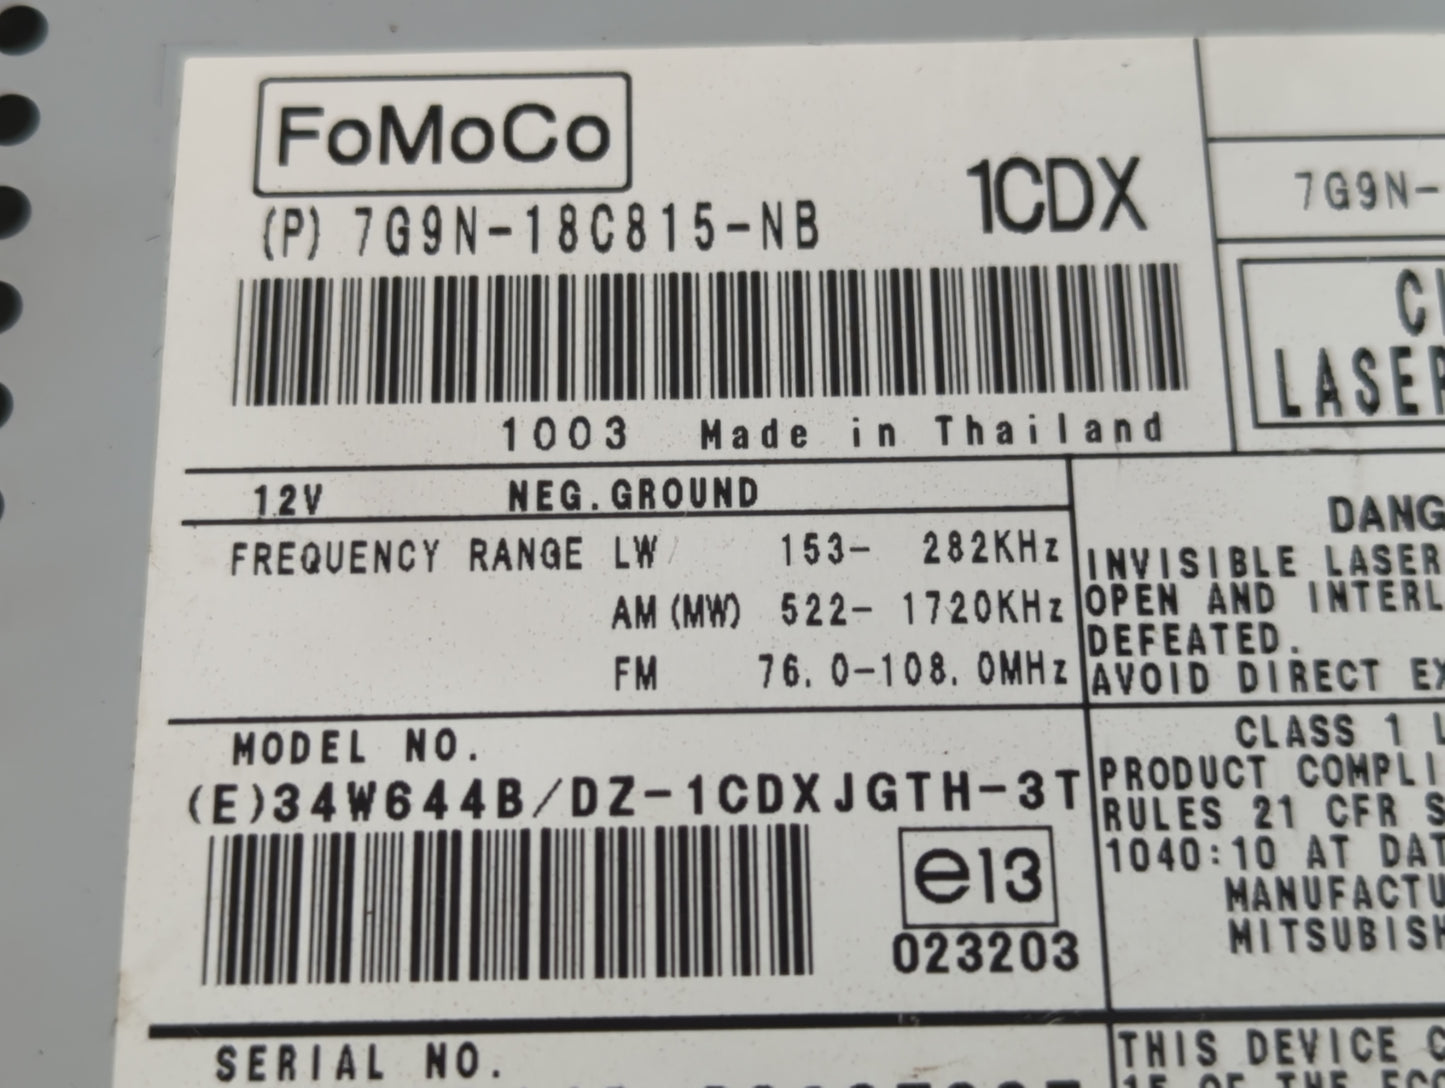 FoMoCo
(P) 7G9N-18C815-NB
1CDX
1003 Made in Thailand
12V NEG.GROUND
FREQUENCY RANGE LW 153- 282KHz
AM (MW) 522- 1720KHz
FM 76.0-108.0MHz
MODEL NO.
(E)34W644B/DZ-1CDXJGTH-3T
e13
023203
SERIAL NO.
7G9N-
LASER
DANG
INVISIBLE LASER
OPEN AND INTERL
DEFEATED.
AVOID DIRECT EX
CLASS 1 L
PRODUCT COMPLI
RULES 21 CFR S
1040:10 AT DAT
MANUFACTU
MITSUBISH
THIS DEVICE C